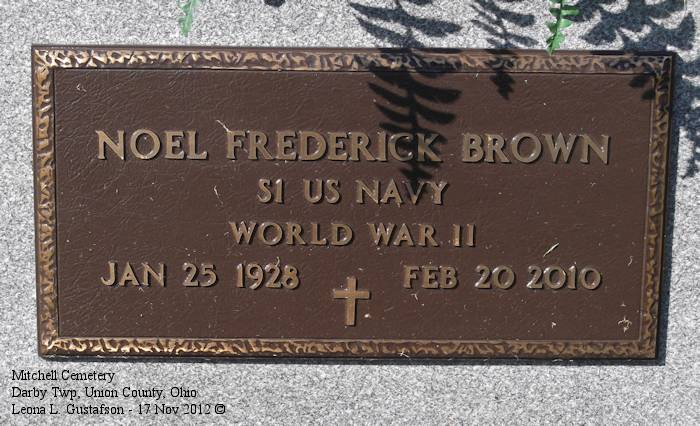 NOEL FREDERICK BROWN
S1 US NAVY
WORLD WAR II
JAN 25 1928 FEB 20 2010
Mitchell Cemetery
Darby Twp, Union County, Ohio
Leona L. Gustafson - 17 Nov 2012 ©